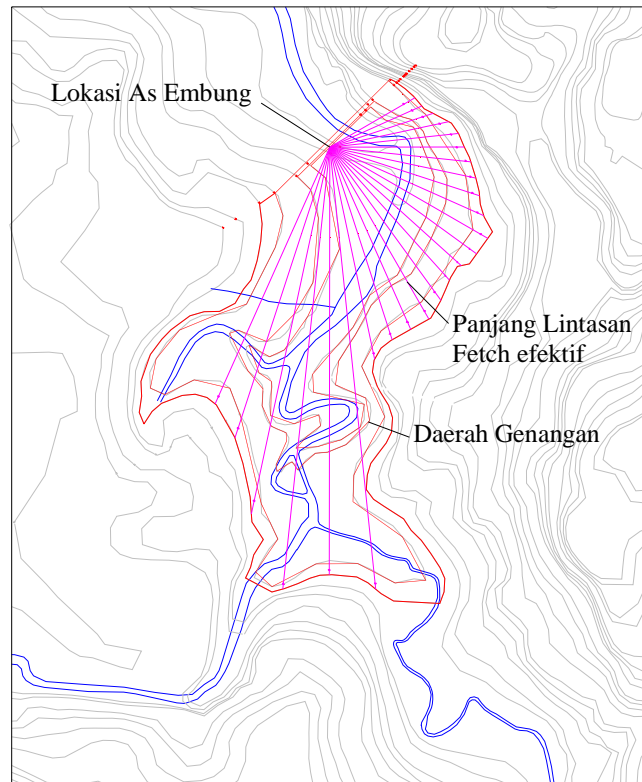 Lokasi As Embung
Panjang Lintasan
Fetch efektif
Daerah Genangan